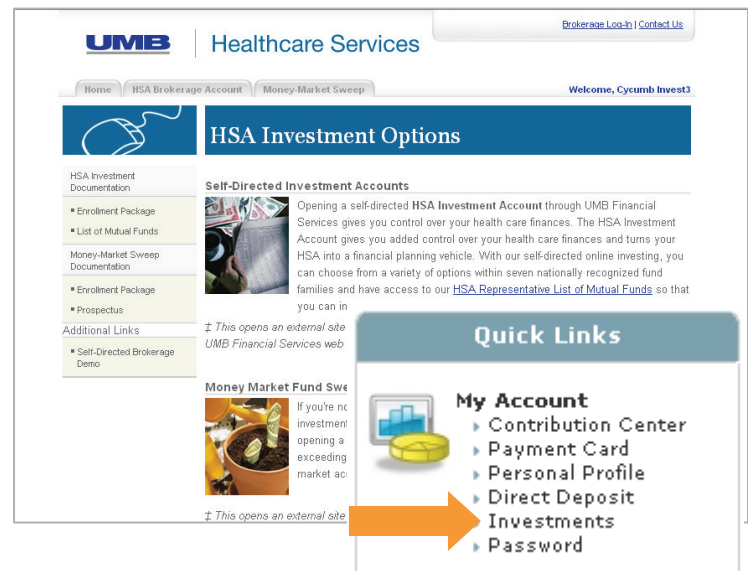 Brokerage Log-In | Contact Us
UMB | Healthcare Services
Home
HSA Brokerage Account
Money-Market Sweep
Welcome, Cycumb Invest3
HSA Investment Options
HSA Investment
Documentation
Enrollment Package
List of Mutual Funds
Money-Market Sweep
Documentation
Enrollment Package
Prospectus
Additional Links
Self-Directed Brokerage
Demo
Self-Directed Investment Accounts
Opening a self-directed HSA Investment Account through UMB Financial
Services gives you control over your health care finances. The HSA Investment
Account gives you added control over your health care finances and turns your
HSA into a financial planning vehicle. With our self-directed online investing, you
can choose from a variety of options within seven nationally recognized fund
families and have access to our HSA Representative List of Mutual Funds so that
you can in
‡ This opens an external site
UMB Financial Services web
Money Market Fund Swe
If you're no
investment
opening a
exceeding
market ac
‡ This opens an external site
Quick Links
My Account
Contribution Center
Payment Card
Personal Profile
Direct Deposit
Investments
Password